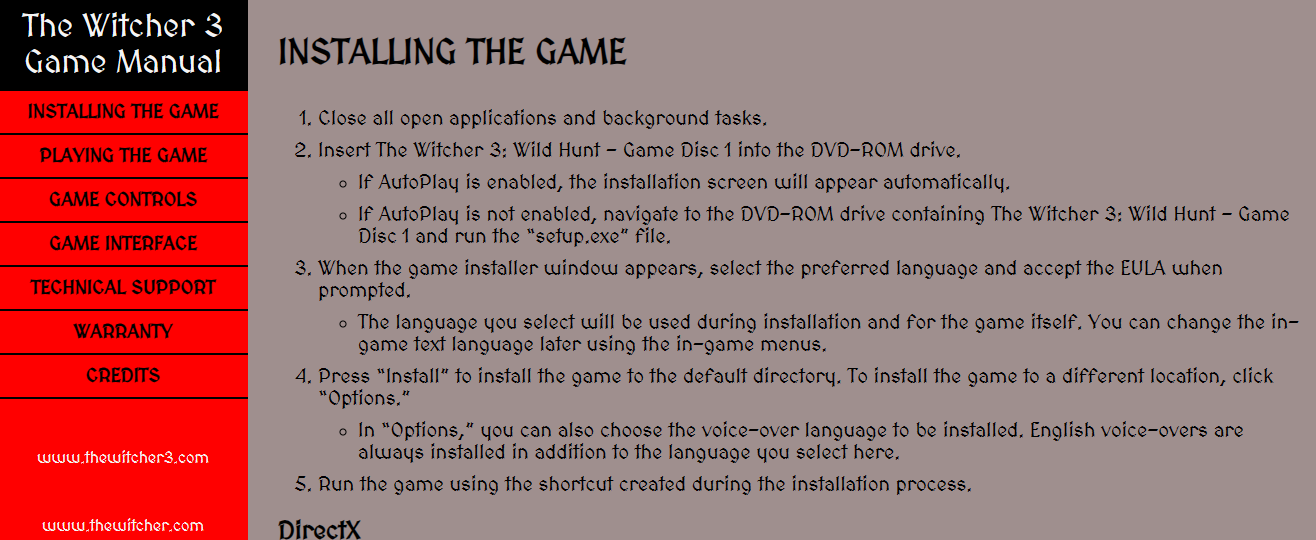 The Witcher 3
Game Manual
INSTALLING THE GAME
PLAYING THE GAME
GAME CONTROLS
GAME INTERFACE
TECHNICAL SUPPORT
WARRANTY
CREDITS
www.thewitcher3.com
www.thewitcher.com
INSTALLING THE GAME
1. Close all open applications and background tasks.
2. Insert The Witcher 3: Wild Hunt – Game Disc 1 into the DVD-ROM drive.
If AutoPlay is enabled, the installation screen will appear automatically.
If AutoPlay is not enabled, navigate to the DVD-ROM drive containing The Witcher 3: Wild Hunt – Game
Disc 1 and run the “setup.exe” file.
3. When the game installer window appears, select the preferred language and accept the EULA when
prompted.
The language you select will be used during installation and for the game itself. You can change the in-
game text language later using the in-game menus.
4. Press “Install” to install the game to the default directory. To install the game to a different location, click
“Options.”
In “Options,” you can also choose the voice-over language to be installed. English voice-overs are
always installed in addition to the language you select here.
5. Run the game using the shortcut created during the installation process.
DirectX